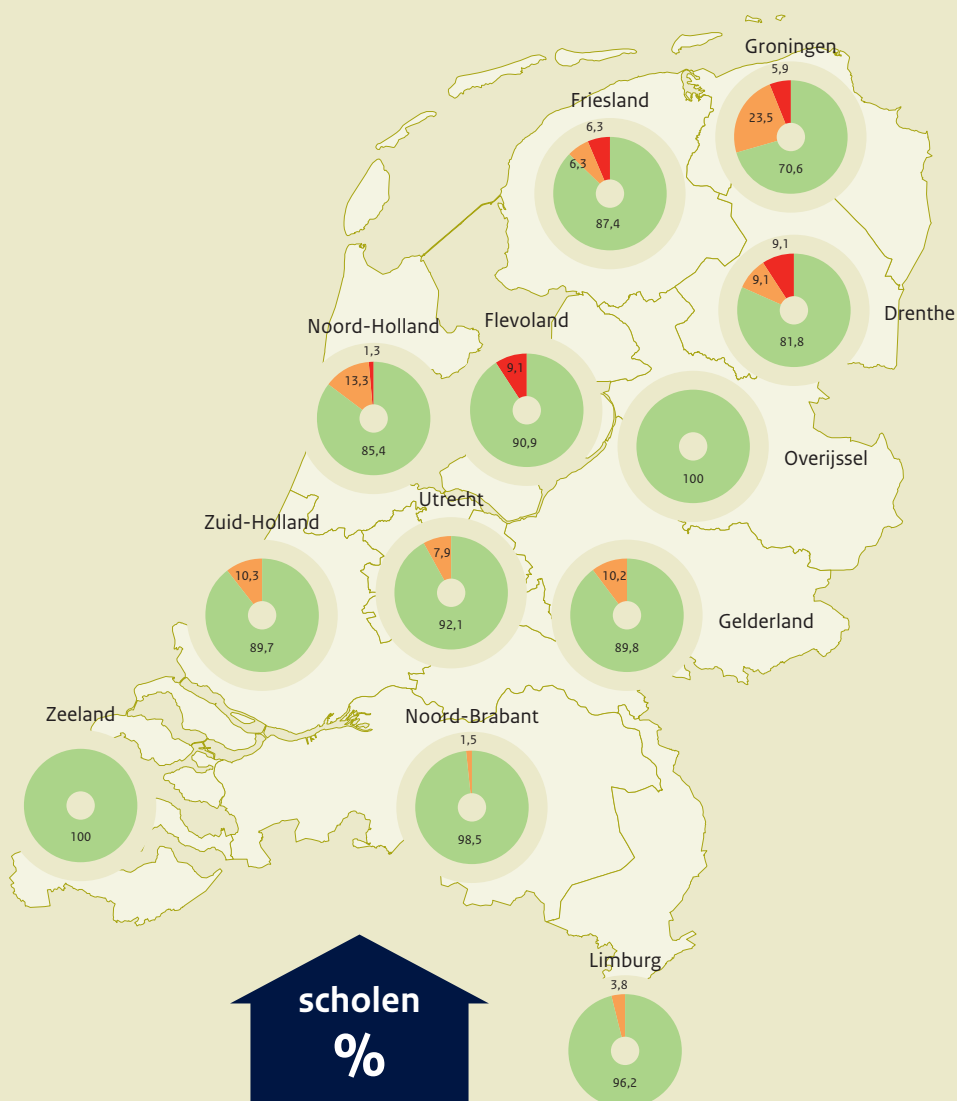 Groningen
5,9
23,5
70,6
Friesland
6,3
6,3
87,4
9,1
9,1
81,8
Drenthe
Noord-Holland
1,3
13,3
85,4
Flevoland
9,1
90,9
100
Overijssel
Utrecht
7,9
92,1
Zuid-Holland
10,3
89,7
10,2
89,8
Gelderland
Zeeland
100
Noord-Brabant
1,5
98,5
Limburg
3,8
96,2
scholen
%